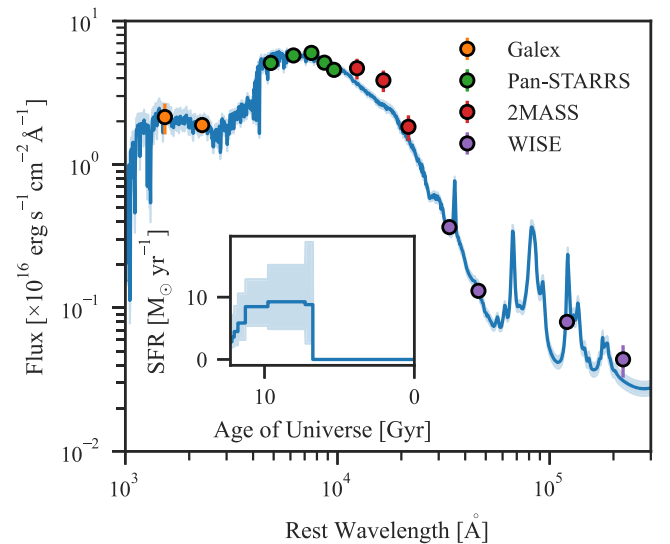 10^1
10^0
10^-1
10^-2
Flux [×10^16 erg s^−1 cm^−2 Å^−1]
Galex
Pan-STARRS
2MASS
WISE
SFR [M_⊙ yr^−1]
10
0
10
0
Age of Universe [Gyr]
10^3
10^4
10^5
Rest Wavelength [Å]